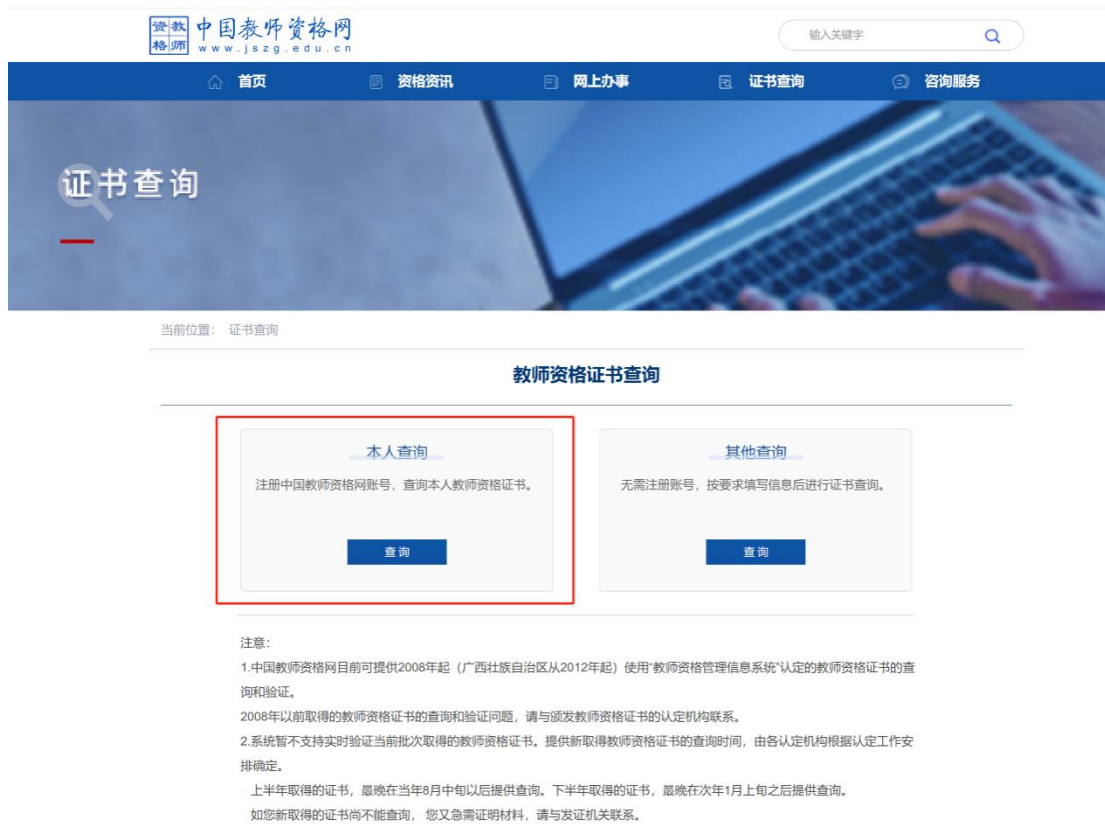 资教 中国教师资格网
格师 www.jszg.edu.cn
输入关键字
首页 资格资讯 网上办事 证书查询 咨询服务
证书查询
当前位置： 证书查询
教师资格证书查询
本人查询 其他查询
注册中国教师资格网账号，查询本人教师资格证书。 无需注册账号，按要求填写信息后进行证书查询。
查询 查询
注意：
1.中国教师资格网目前可提供2008年起（广西壮族自治区从2012年起）使用“教师资格管理信息系统”认定的教师资格证书的查
询和验证。
2008年以前取得的教师资格证书的查询和验证问题，请与颁发教师资格证书的认定机构联系。
2.系统暂不支持实时验证当前批次取得的教师资格证书。提供新取得教师资格证书的查询时间，由各认定机构根据认定工作安
排确定。
上半年取得的证书，最晚在当年8月中旬以后提供查询。下半年取得的证书，最晚在次年1月上旬之后提供查询。
如您新取得的证书尚不能查询， 您又急需证明材料，请与发证机关联系。